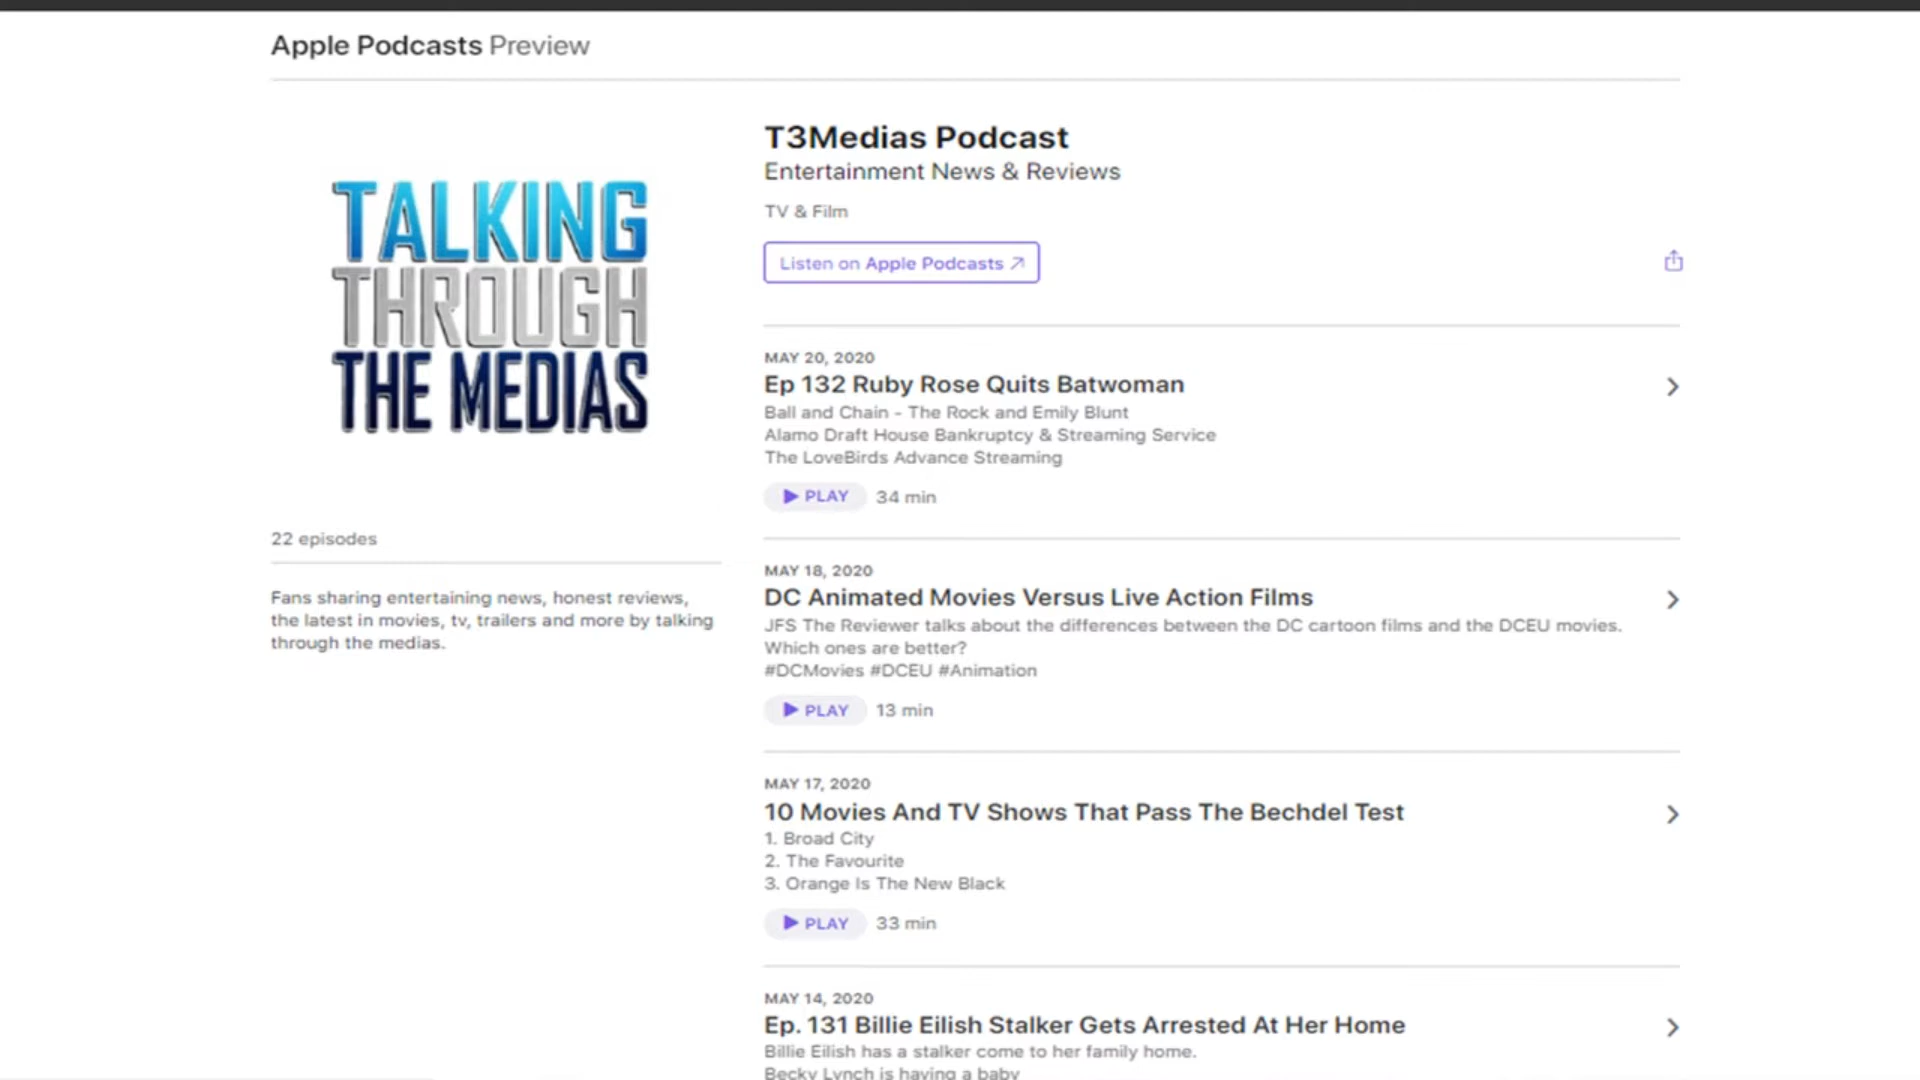 Apple Podcasts Preview
TALKING
THROUGH
THE MEDIAS
22 episodes
Fans sharing entertaining news, honest reviews,
the latest in movies, tv, trailers and more by talking
through the medias.
T3Medias Podcast
Entertainment News & Reviews
TV & Film
Listen on Apple Podcasts ↗
MAY 20, 2020
Ep 132 Ruby Rose Quits Batwoman
Ball and Chain - The Rock and Emily Blunt
Alamo Draft House Bankruptcy & Streaming Service
The LoveBirds Advance Streaming
PLAY 34 min
MAY 18, 2020
DC Animated Movies Versus Live Action Films
JFS The Reviewer talks about the differences between the DC cartoon films and the DCEU movies.
Which ones are better?
#DCMovies #DCEU #Animation
PLAY 13 min
MAY 17, 2020
10 Movies And TV Shows That Pass The Bechdel Test
1. Broad City
2. The Favourite
3. Orange Is The New Black
PLAY 33 min
MAY 14, 2020
Ep. 131 Billie Eilish Stalker Gets Arrested At Her Home
Billie Eilish has a stalker come to her family home.
Becky Lynch is having a baby